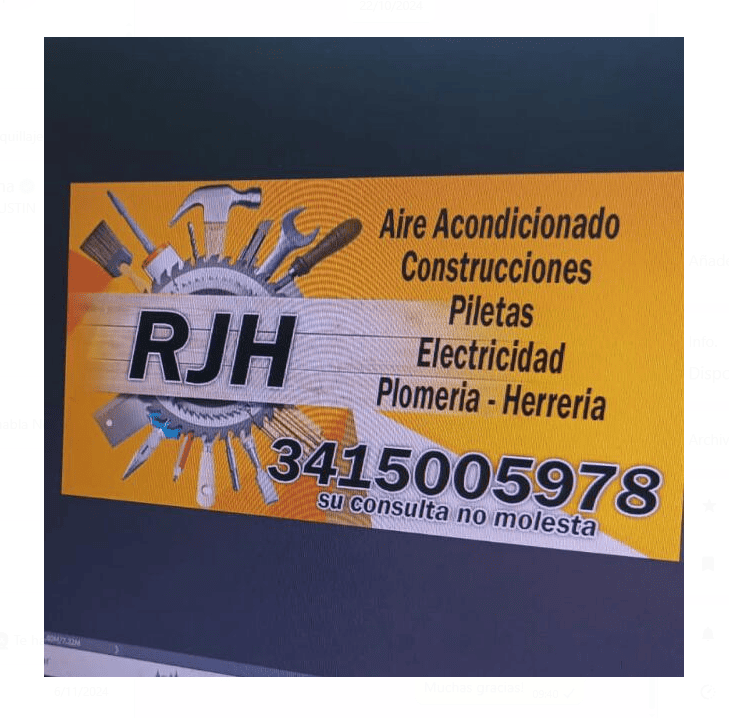 RJH
Aire Acondicionado
Construcciones
Piletas
Electricidad
Plomeria - Herreria
3415005978
su consulta no molesta